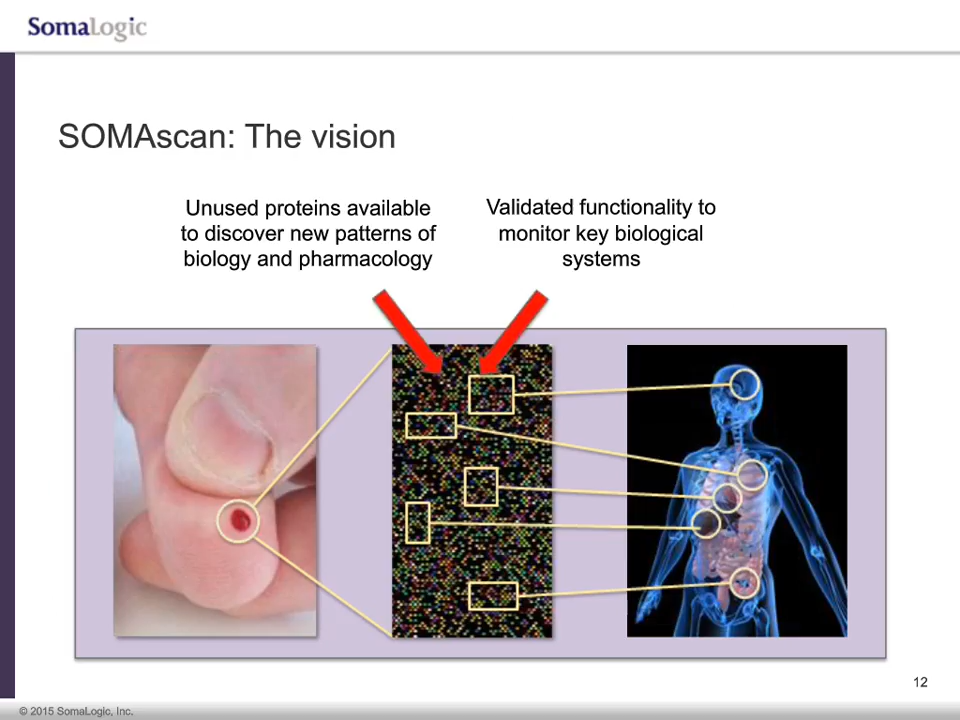 SomaLogic
SOMAscan: The vision
Unused proteins available
to discover new patterns of
biology and pharmacology
Validated functionality to
monitor key biological
systems
12
© 2015 SomaLogic, Inc.